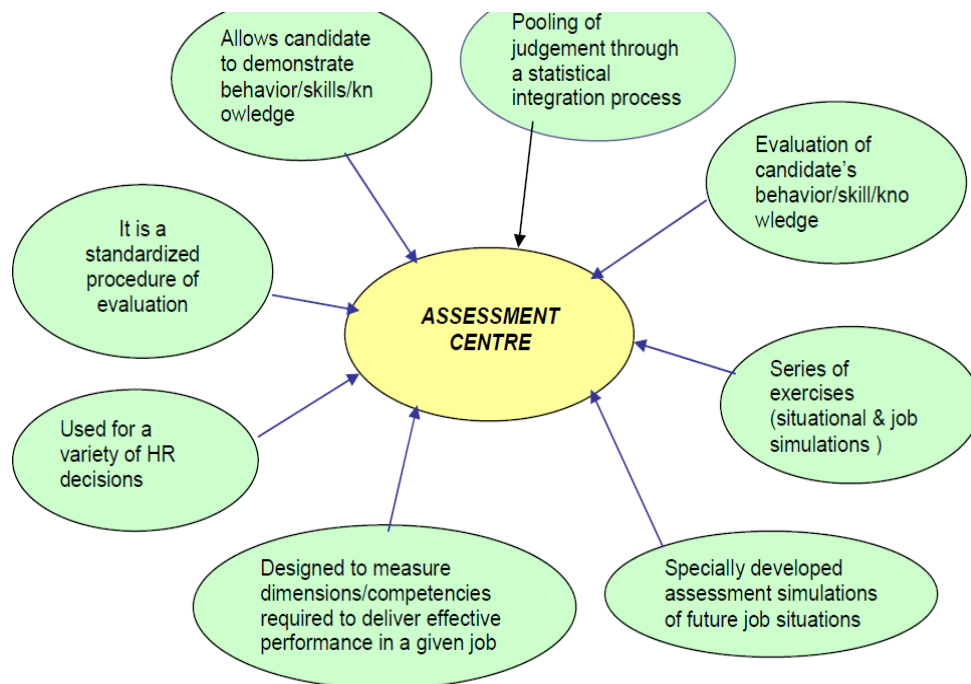 Allows candidate
to demonstrate
behavior/skills/kn
owledge
Pooling of
judgement through
a statistical
integration process
Evaluation of
candidate's
behavior/skill/kno
wledge
It is a
standardized
procedure of
evaluation
ASSESSMENT
CENTRE
Series of
exercises
(situational & job
simulations )
Used for a
variety of HR
decisions
Designed to measure
dimensions/competencies
required to deliver effective
performance in a given job
Specially developed
assessment simulations
of future job situations